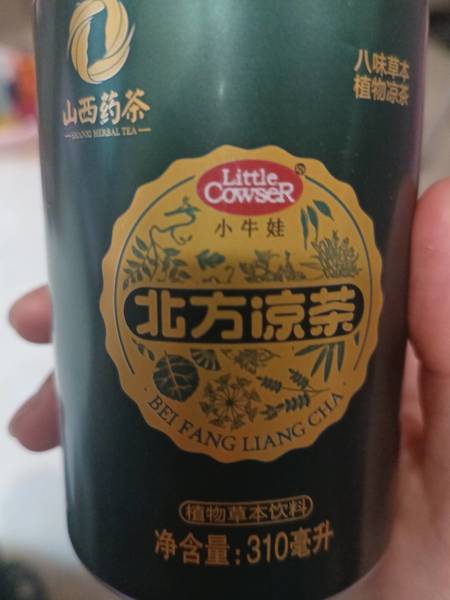 山西药茶
SHANXI HERBAL TEA
八味草本
植物凉茶
Little
COWSER
®
小牛娃
北方凉茶
BEI FANG LIANG CHA
植物草本饮料
净含量:310毫升